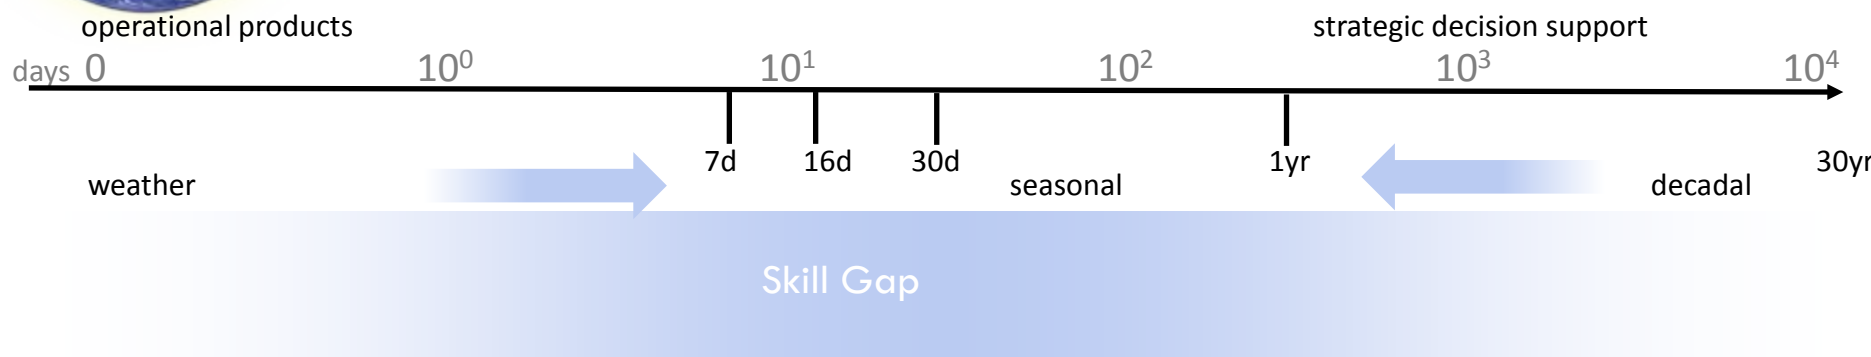 operational products strategic decision support
days 0 10⁰ 10¹ 10² 10³ 10⁴
7d 16d 30d 1yr 30yr
weather seasonal decadal
Skill Gap